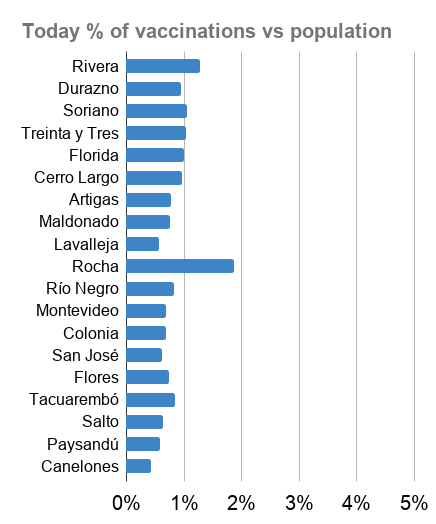 Today % of vaccinations vs population
Rivera
Durazno
Soriano
Treinta y Tres
Florida
Cerro Largo
Artigas
Maldonado
Lavalleja
Rocha
Río Negro
Montevideo
Colonia
San José
Flores
Tacuarembó
Salto
Paysandú
Canelones
0% 1% 2% 3% 4% 5%